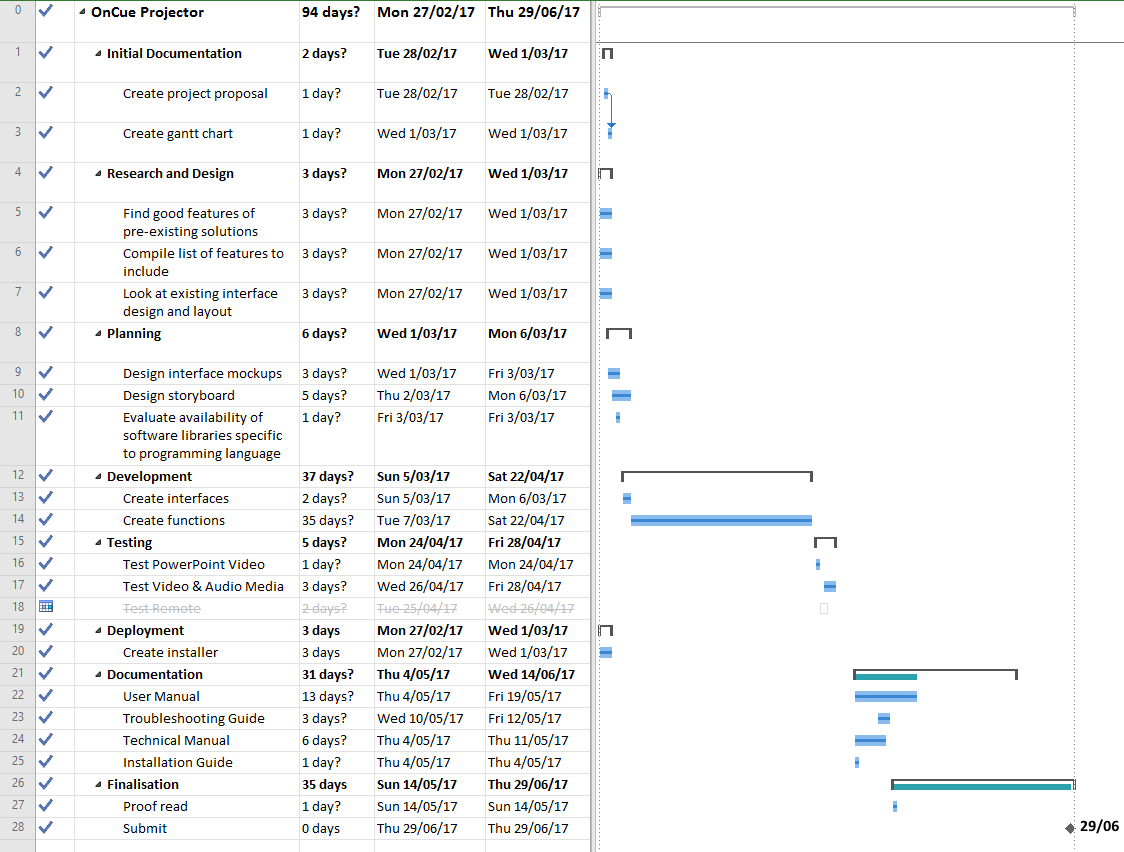 0 OnCue Projector 94 days? Mon 27/02/17 Thu 29/06/17
1 Initial Documentation 2 days? Tue 28/02/17 Wed 1/03/17
2 Create project proposal 1 day? Tue 28/02/17 Tue 28/02/17
3 Create gantt chart 1 day? Wed 1/03/17 Wed 1/03/17
4 Research and Design 3 days? Mon 27/02/17 Wed 1/03/17
5 Find good features of 3 days? Mon 27/02/17 Wed 1/03/17
pre-existing solutions
6 Compile list of features to 3 days? Mon 27/02/17 Wed 1/03/17
include
7 Look at existing interface 3 days? Mon 27/02/17 Wed 1/03/17
design and layout
8 Planning 6 days? Wed 1/03/17 Mon 6/03/17
9 Design interface mockups 3 days? Wed 1/03/17 Fri 3/03/17
10 Design storyboard 5 days? Thu 2/03/17 Mon 6/03/17
11 Evaluate availability of 1 day? Fri 3/03/17 Fri 3/03/17
software libraries specific
to programming language
12 Development 37 days? Sun 5/03/17 Sat 22/04/17
13 Create interfaces 2 days? Sun 5/03/17 Mon 6/03/17
14 Create functions 35 days? Tue 7/03/17 Sat 22/04/17
15 Testing 5 days? Mon 24/04/17 Fri 28/04/17
16 Test PowerPoint Video 1 day? Mon 24/04/17 Mon 24/04/17
17 Test Video & Audio Media 3 days? Wed 26/04/17 Fri 28/04/17
18 Test Remote 2 days? Tue 25/04/17 Wed 26/04/17
19 Deployment 3 days Mon 27/02/17 Wed 1/03/17
20 Create installer 3 days Mon 27/02/17 Wed 1/03/17
21 Documentation 31 days? Thu 4/05/17 Wed 14/06/17
22 User Manual 13 days? Thu 4/05/17 Fri 19/05/17
23 Troubleshooting Guide 3 days? Wed 10/05/17 Fri 12/05/17
24 Technical Manual 6 days? Thu 4/05/17 Thu 11/05/17
25 Installation Guide 1 day? Thu 4/05/17 Thu 4/05/17
26 Finalisation 35 days Sun 14/05/17 Thu 29/06/17
27 Proof read 1 day? Sun 14/05/17 Sun 14/05/17
28 Submit 0 days Thu 29/06/17 Thu 29/06/17 29/06